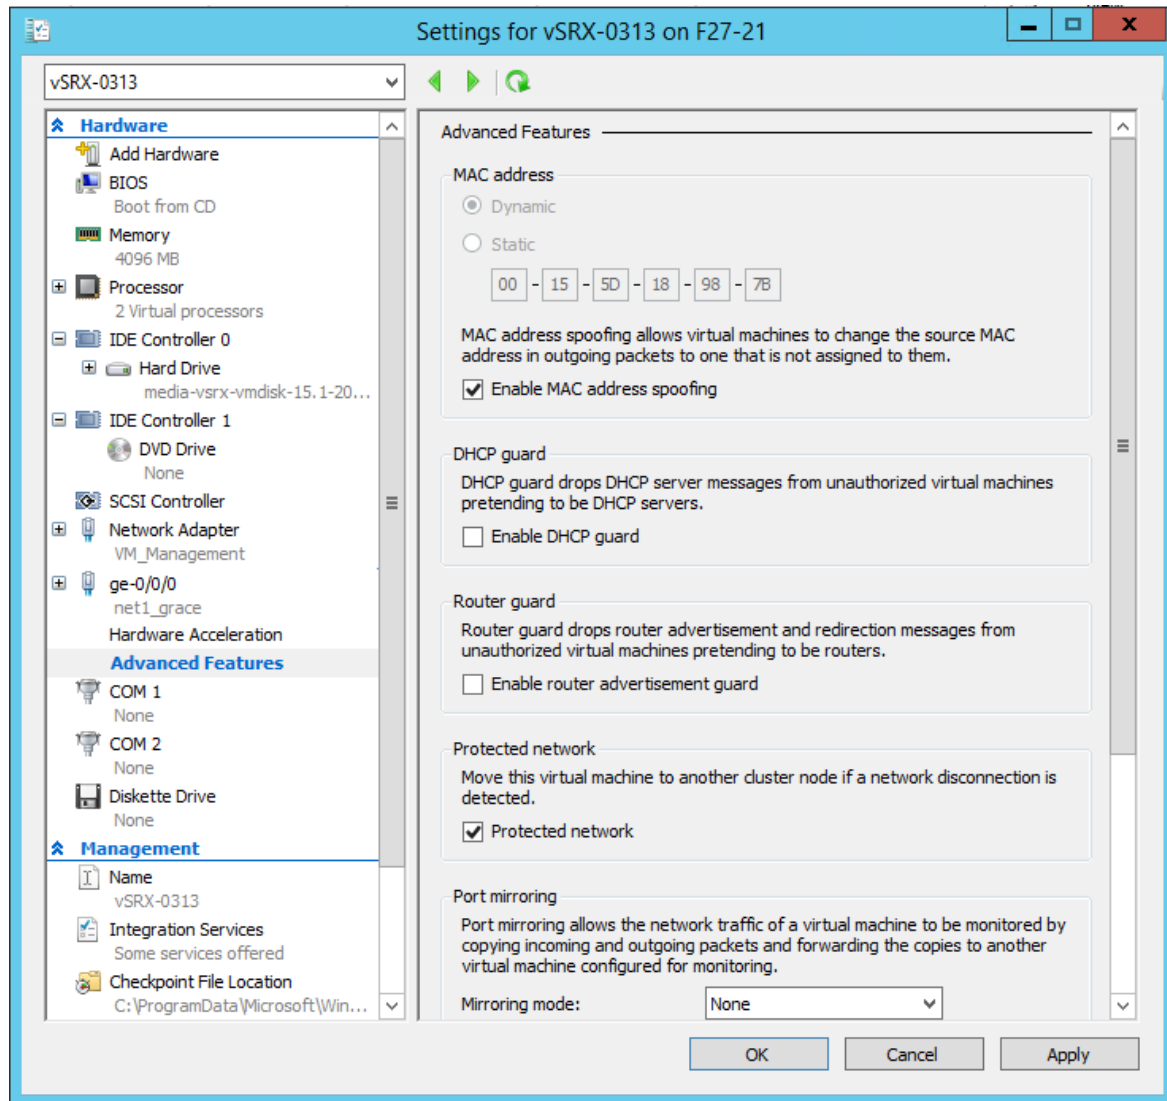 Settings for vSRX-0313 on F27-21
vSRX-0313
Hardware
Add Hardware
BIOS
Boot from CD
Memory
4096 MB
Processor
2 Virtual processors
IDE Controller 0
Hard Drive
media-vsrx-vmdisk-15.1-20...
IDE Controller 1
DVD Drive
None
SCSI Controller
Network Adapter
VM_Management
ge-0/0/0
net1_grace
Hardware Acceleration
Advanced Features
COM 1
None
COM 2
None
Diskette Drive
None
Management
Name
vSRX-0313
Integration Services
Some services offered
Checkpoint File Location
C:\ProgramData\Microsoft\Win...
Advanced Features
MAC address
Dynamic
Static
00 - 15 - 5D - 18 - 98 - 7B
MAC address spoofing allows virtual machines to change the source MAC
address in outgoing packets to one that is not assigned to them.
Enable MAC address spoofing
DHCP guard
DHCP guard drops DHCP server messages from unauthorized virtual machines
pretending to be DHCP servers.
Enable DHCP guard
Router guard
Router guard drops router advertisement and redirection messages from
unauthorized virtual machines pretending to be routers.
Enable router advertisement guard
Protected network
Move this virtual machine to another cluster node if a network disconnection is
detected.
Protected network
Port mirroring
Port mirroring allows the network traffic of a virtual machine to be monitored by
copying incoming and outgoing packets and forwarding the copies to another
virtual machine configured for monitoring.
Mirroring mode: None
OK Cancel Apply